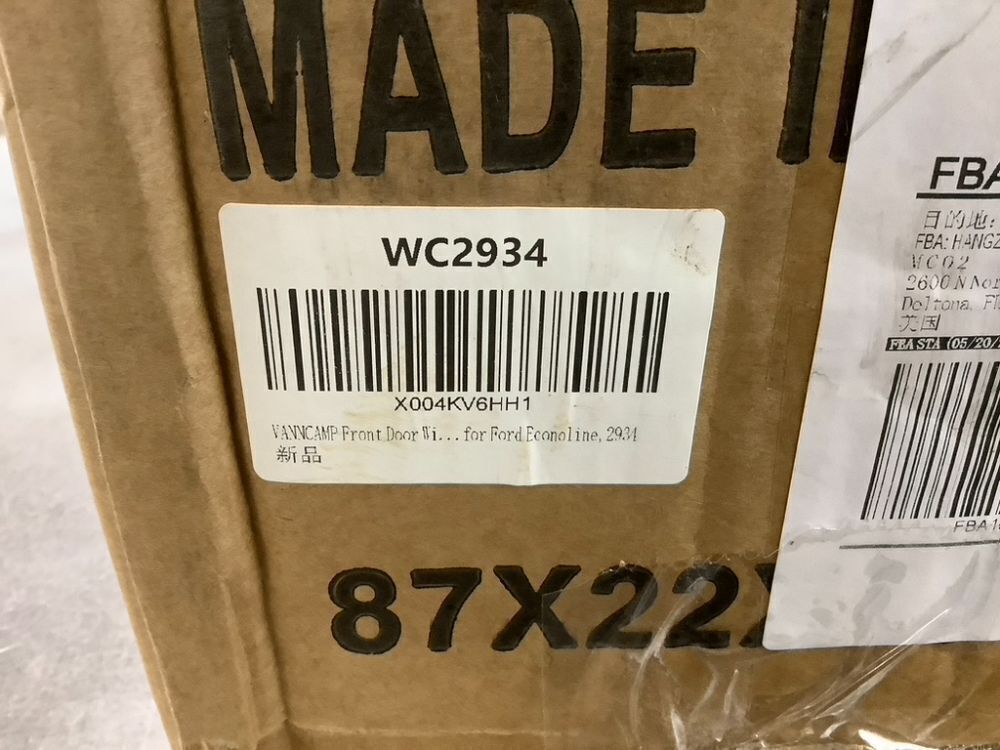 MADE
WC2934
X004KV6HH1
VANNCAMP Front Door Wi... for Ford Econoline, 2934
新品
87X22
FBA
目的地:
FBA: HANGZ
2600 N Nor
Deltona, Fl
美国
FBA STA (05/20/
FBA1